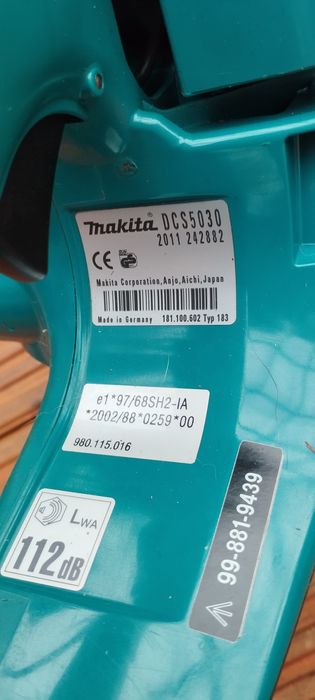 makita DCS5030
2011 242882
CE
Makita Corporation, Anjo, Aichi, Japan
Made in Germany 181.100.602 Typ 183
e1*97/68SH2-IA
*2002/88*0259*00
980.115.016
LWA
112dB
99-881-9439